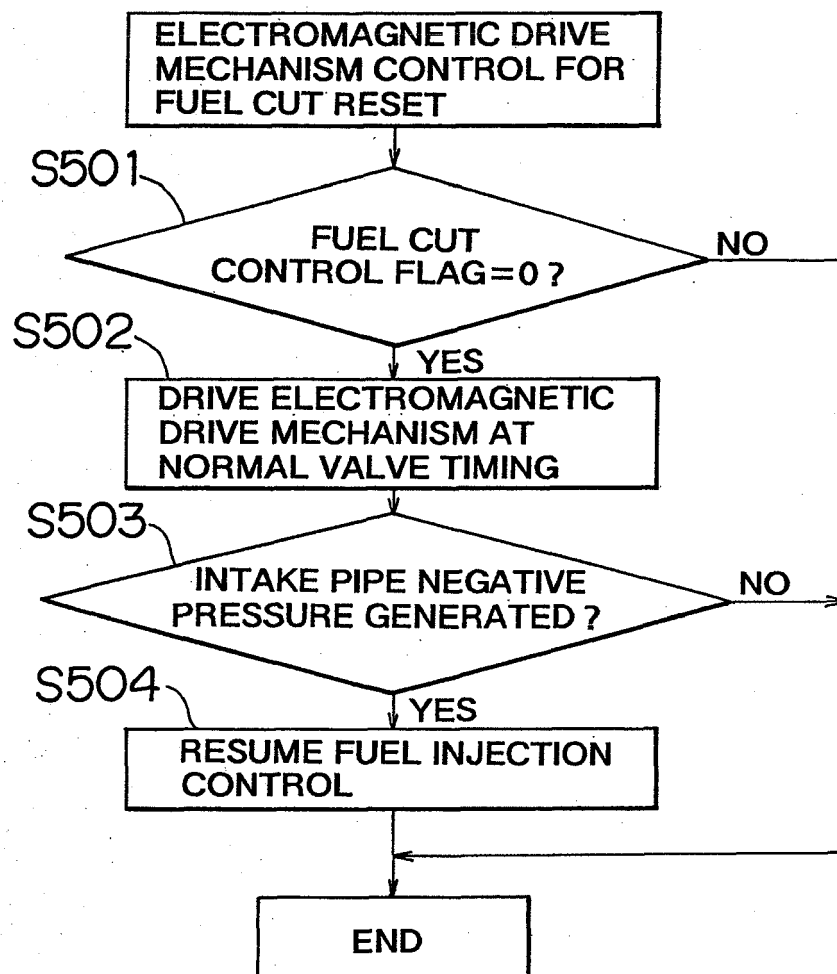 ELECTROMAGNETIC DRIVE
MECHANISM CONTROL FOR
FUEL CUT RESET
S501
FUEL CUT
CONTROL FLAG=0 ?
NO
S502
YES
DRIVE ELECTROMAGNETIC
DRIVE MECHANISM AT
NORMAL VALVE TIMING
S503
INTAKE PIPE NEGATIVE
PRESSURE GENERATED ?
NO
S504
YES
RESUME FUEL INJECTION
CONTROL
END